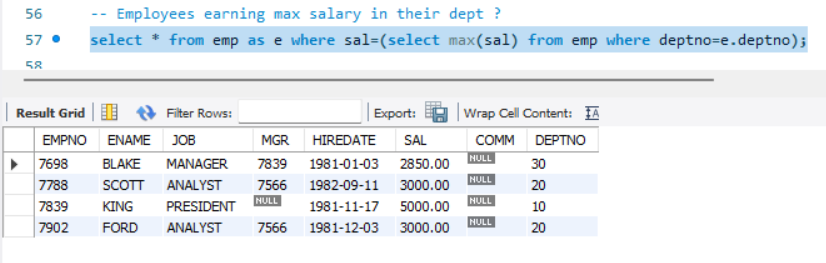 56 -- Employees earning max salary in their dept ?
57 select * from emp as e where sal=(select max(sal) from emp where deptno=e.deptno);
58
Result Grid Filter Rows: Export: Wrap Cell Content: IA
EMPNO ENAME JOB MGR HIREDATE SAL COMM DEPTNO
7698 BLAKE MANAGER 7839 1981-01-03 2850.00 NULL 30
7788 SCOTT ANALYST 7566 1982-09-11 3000.00 NULL 20
7839 KING PRESIDENT NULL 1981-11-17 5000.00 NULL 10
7902 FORD ANALYST 7566 1981-12-03 3000.00 NULL 20